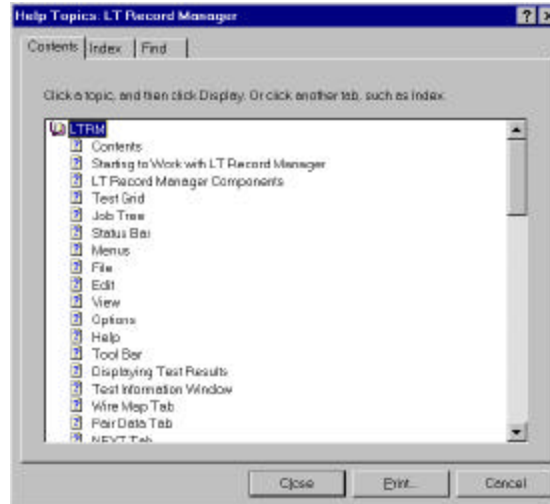 Help Topics: LT Record Manager
Contents Index Find
Click a topic, and then click Display. Or click another tab, such as Index.
LTRM
Contents
Starting to Work with LT Record Manager
LT Record Manager Components
Test Grid
Job Tree
Status Bar
Menus
File
Edit
View
Options
Help
Tool Bar
Displaying Test Results
Test Information Window
Wire Map Tab
Pair Data Tab
NEXT Tab
Close Print... Cancel